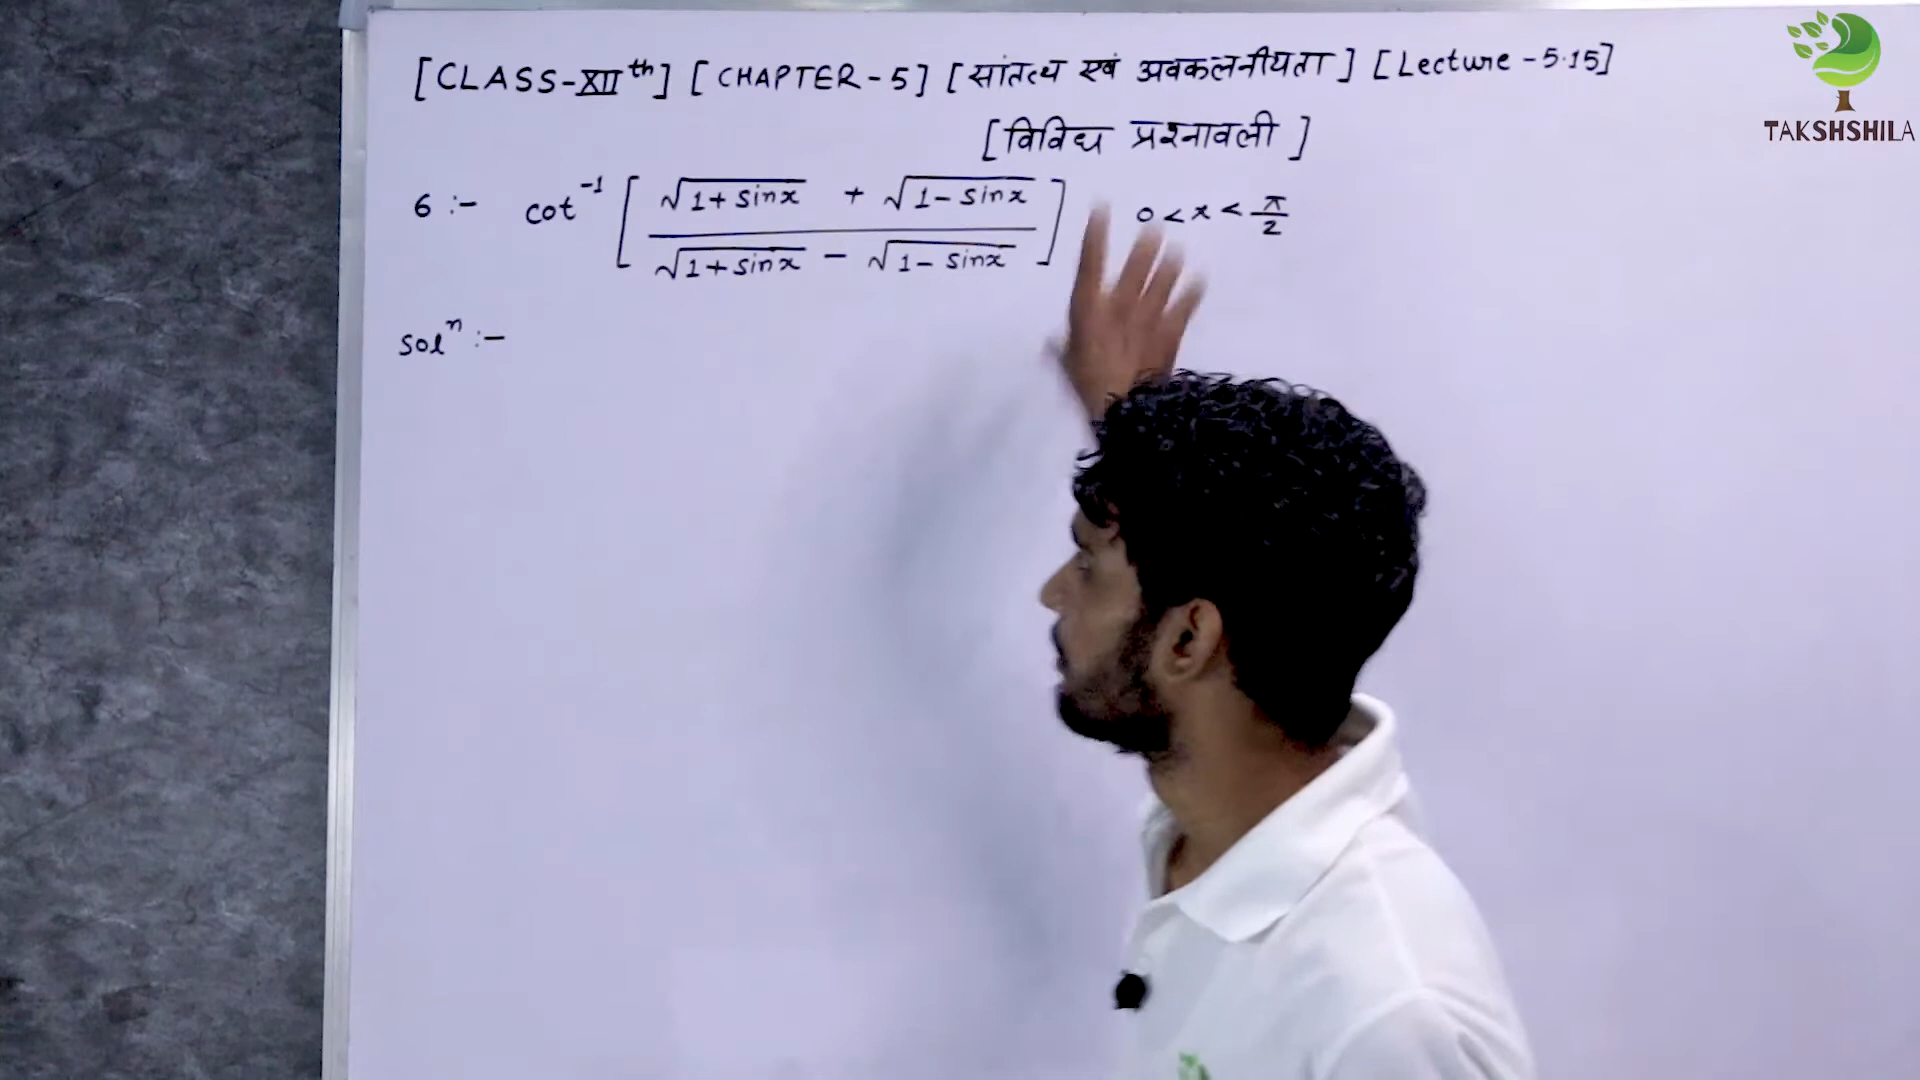 [CLASS-XIIth] [CHAPTER-5] [सांतत्य एवं अवकलनीयता] [Lecture-5.15]
[विविध प्रश्नावली]
6 :- cot⁻¹ [ (√(1+sinx) + √(1-sinx)) / (√(1+sinx) - √(1-sinx)) ] 0<x<π/2
Solⁿ :-
TAKSHSHILA